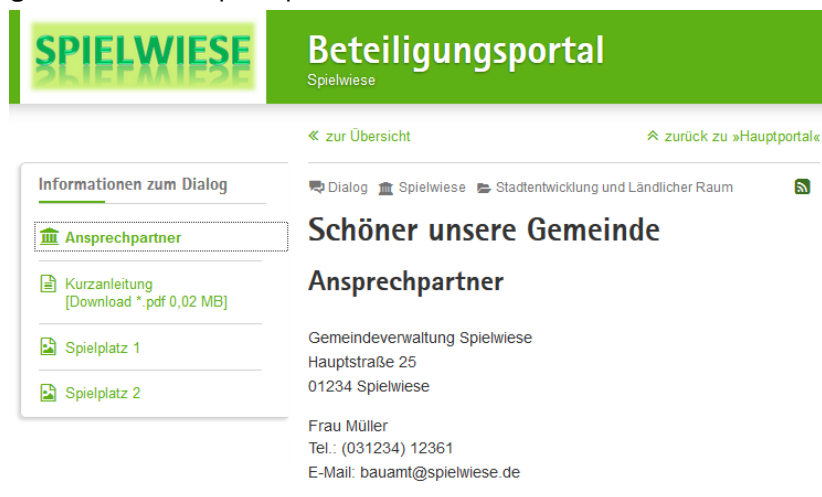 SPIELWIESE
Beteiligungsportal
Spielwiese
« zur Übersicht
zurück zu »Hauptportal«
Informationen zum Dialog
Ansprechpartner
Kurzanleitung
[Download *.pdf 0,02 MB]
Spielplatz 1
Spielplatz 2
Dialog Spielwiese Stadtentwicklung und Ländlicher Raum
Schöner unsere Gemeinde
Ansprechpartner
Gemeindeverwaltung Spielwiese
Hauptstraße 25
01234 Spielwiese
Frau Müller
Tel.: (031234) 12361
E-Mail: bauamt@spielwiese.de